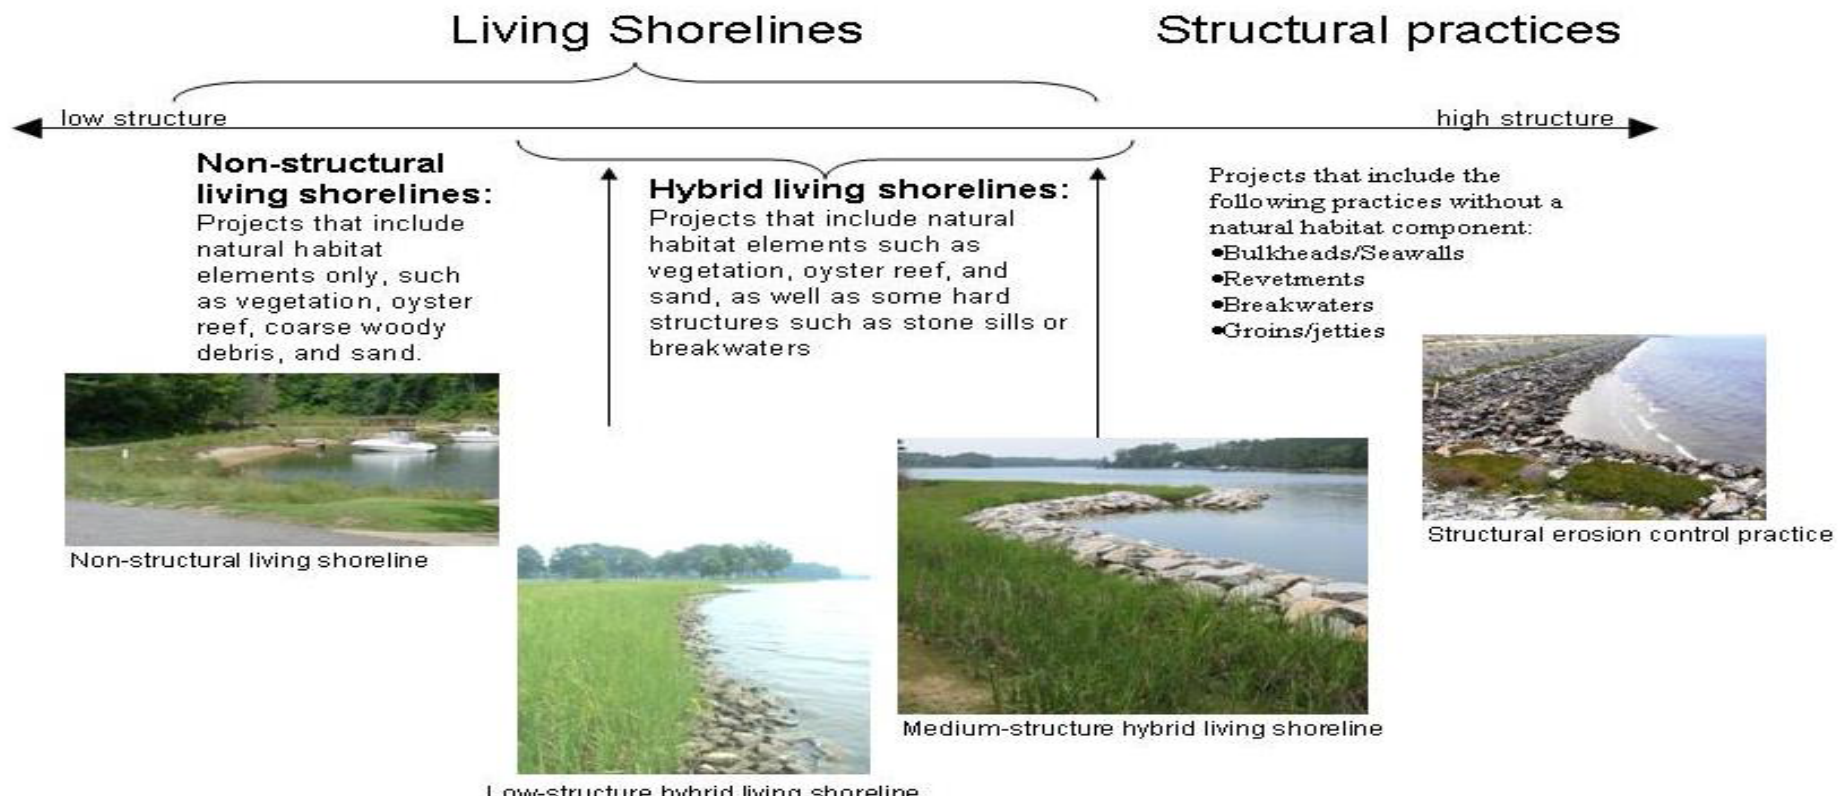 Living Shorelines
Structural practices
low structure
high structure
Non-structural
living shorelines:
Projects that include
natural habitat
elements only, such
as vegetation, oyster
reef, coarse woody
debris, and sand.
Hybrid living shorelines:
Projects that include natural
habitat elements such as
vegetation, oyster reef, and
sand, as well as some hard
structures such as stone sills or
breakwaters
Projects that include the
following practices without a
natural habitat component:
•Bulkheads/Seawalls
•Revetments
•Breakwaters
•Groins/jetties
Non-structural living shoreline
Low-structure hybrid living shoreline
Medium-structure hybrid living shoreline
Structural erosion control practice